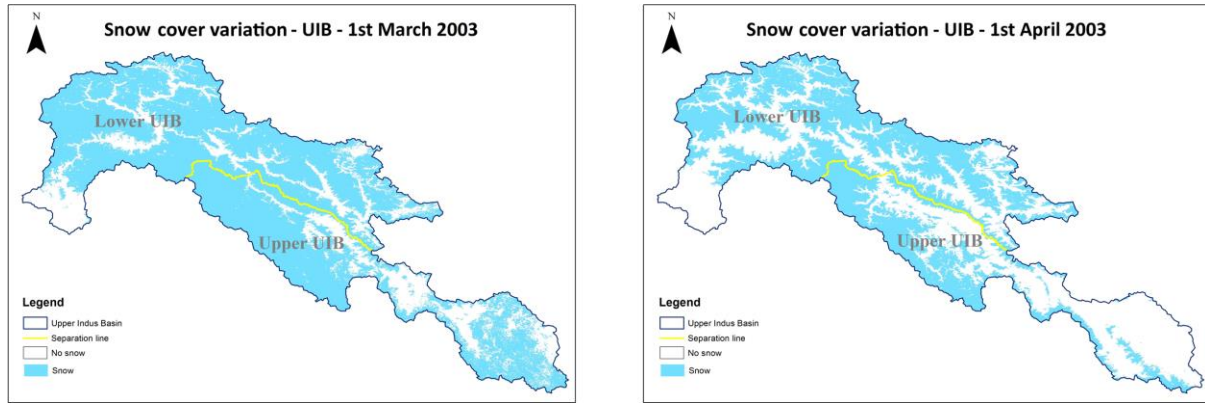 Snow cover variation - UIB - 1st March 2003
N
Lower UIB
Upper UIB
Legend
Upper Indus Basin
Separation line
No snow
Snow
Snow cover variation - UIB - 1st April 2003
N
Lower UIB
Upper UIB
Legend
Upper Indus Basin
Separation line
No snow
Snow